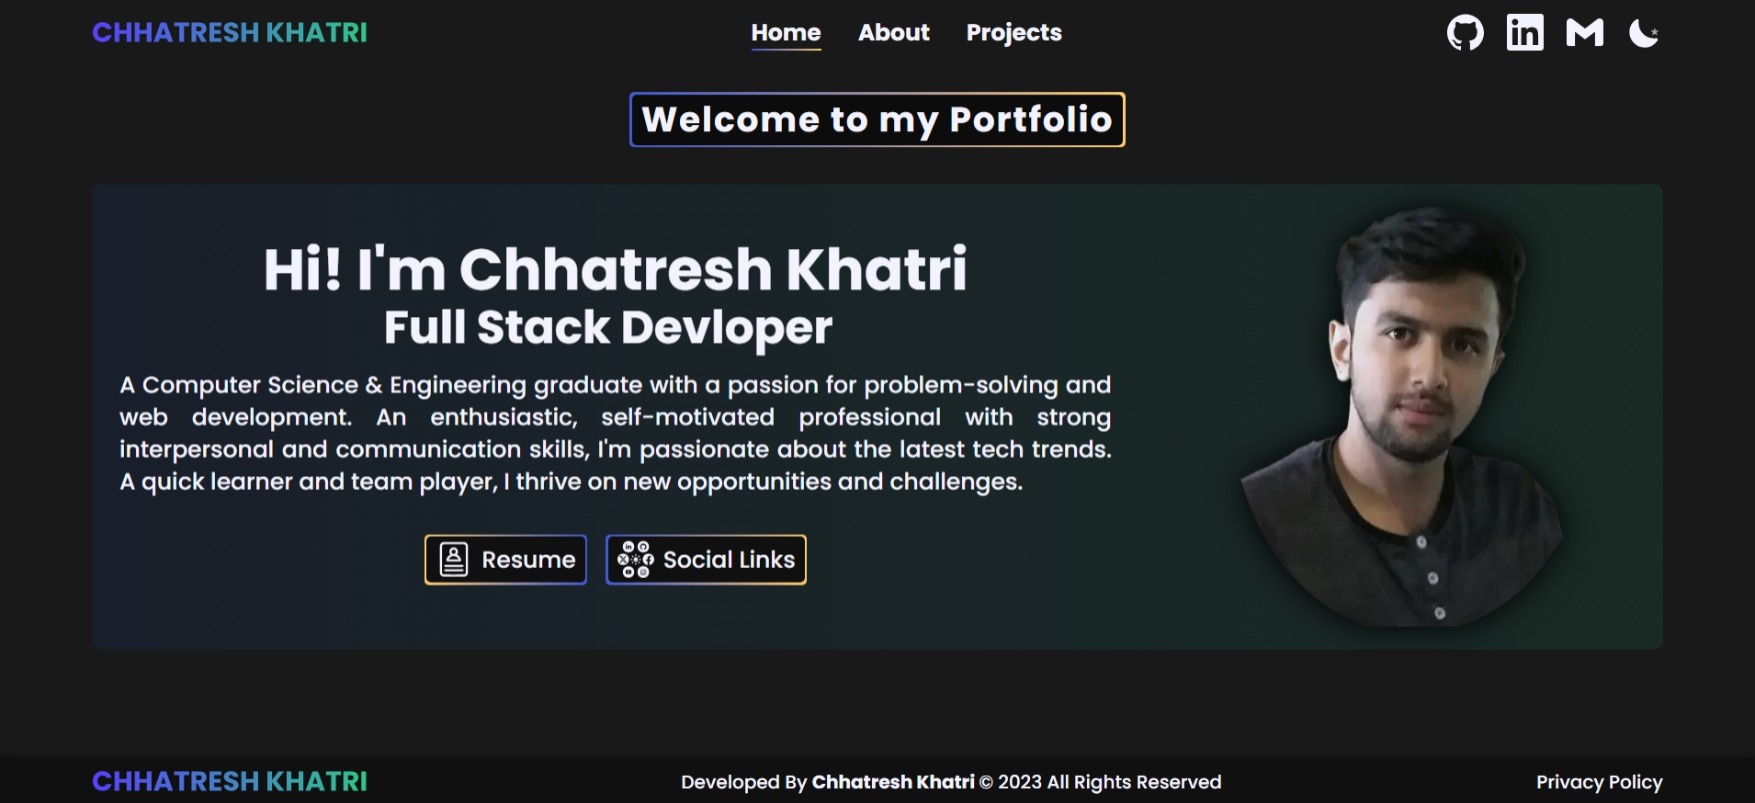 CHHATRESH KHATRI
Home About Projects
Welcome to my Portfolio
Hi! I'm Chhatresh Khatri
Full Stack Devloper
A Computer Science & Engineering graduate with a passion for problem-solving and
web development. An enthusiastic, self-motivated professional with strong
interpersonal and communication skills, I'm passionate about the latest tech trends.
A quick learner and team player, I thrive on new opportunities and challenges.
Resume Social Links
CHHATRESH KHATRI
Developed By Chhatresh Khatri © 2023 All Rights Reserved
Privacy Policy